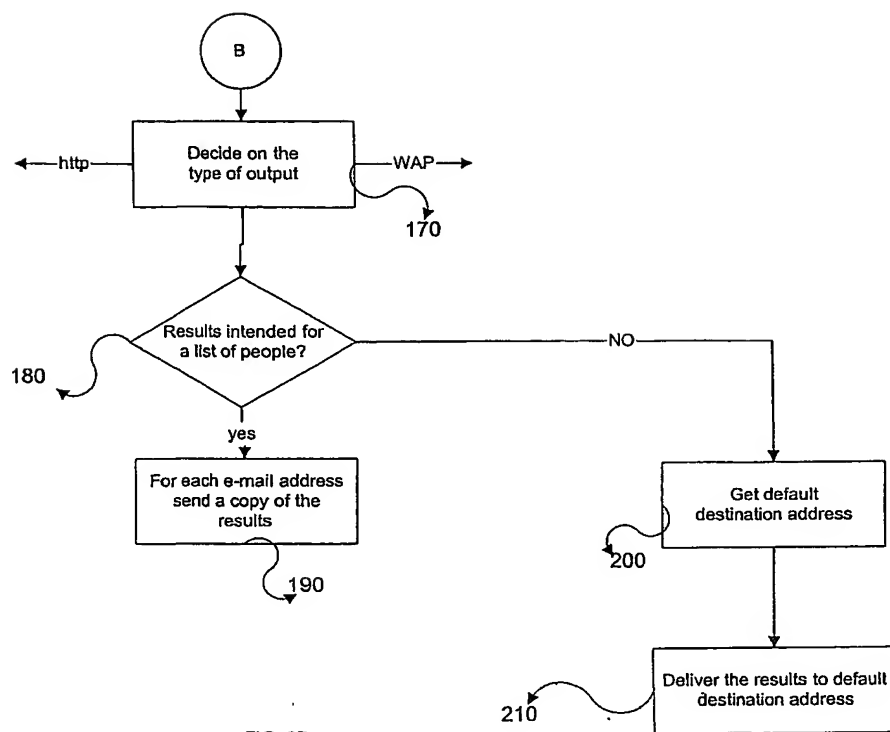 B
Decide on the
type of output
http
WAP
170
Results intended for
a list of people?
NO
180
yes
For each e-mail address
send a copy of the
results
190
Get default
destination address
200
Deliver the results to default
destination address
210